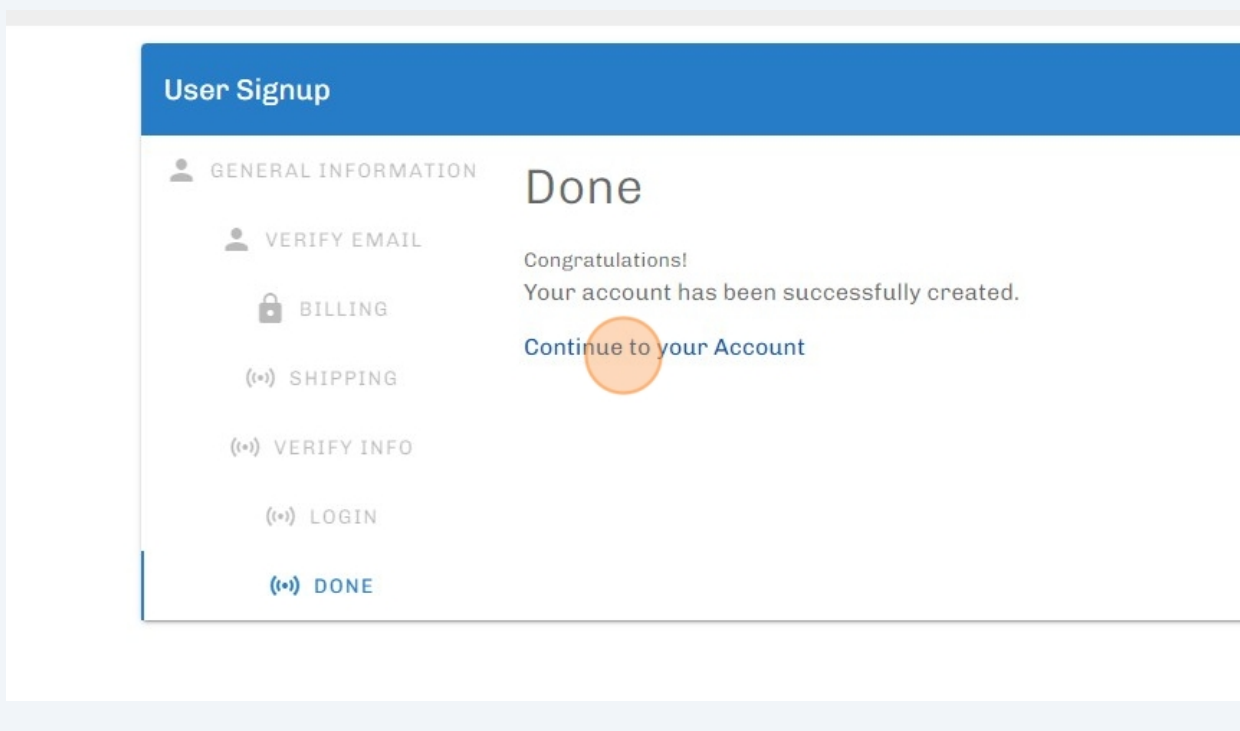 User Signup
GENERAL INFORMATION
VERIFY EMAIL
BILLING
SHIPPING
VERIFY INFO
LOGIN
DONE
Done
Congratulations!
Your account has been successfully created.
Continue to your Account